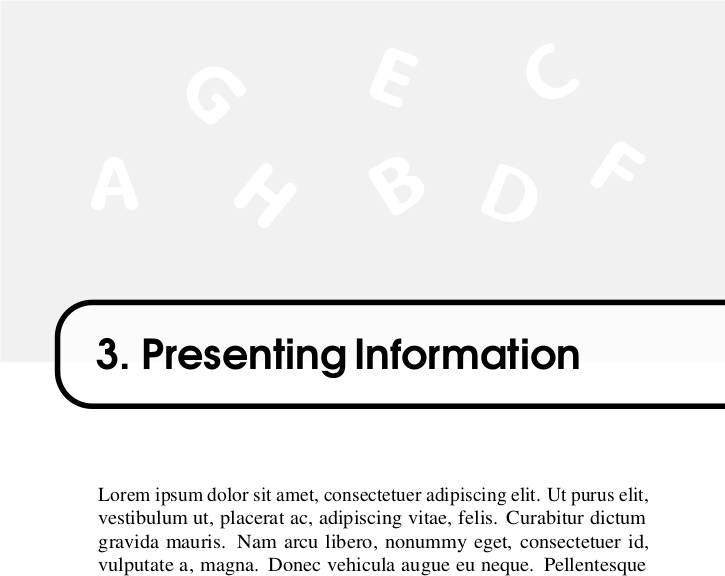 G E C
A H B D F
3. Presenting Information
Lorem ipsum dolor sit amet, consectetuer adipiscing elit. Ut purus elit,
vestibulum ut, placerat ac, adipiscing vitae, felis. Curabitur dictum
gravida mauris. Nam arcu libero, nonummy eget, consectetuer id,
vulputate a, magna. Donec vehicula augue eu neque. Pellentesque